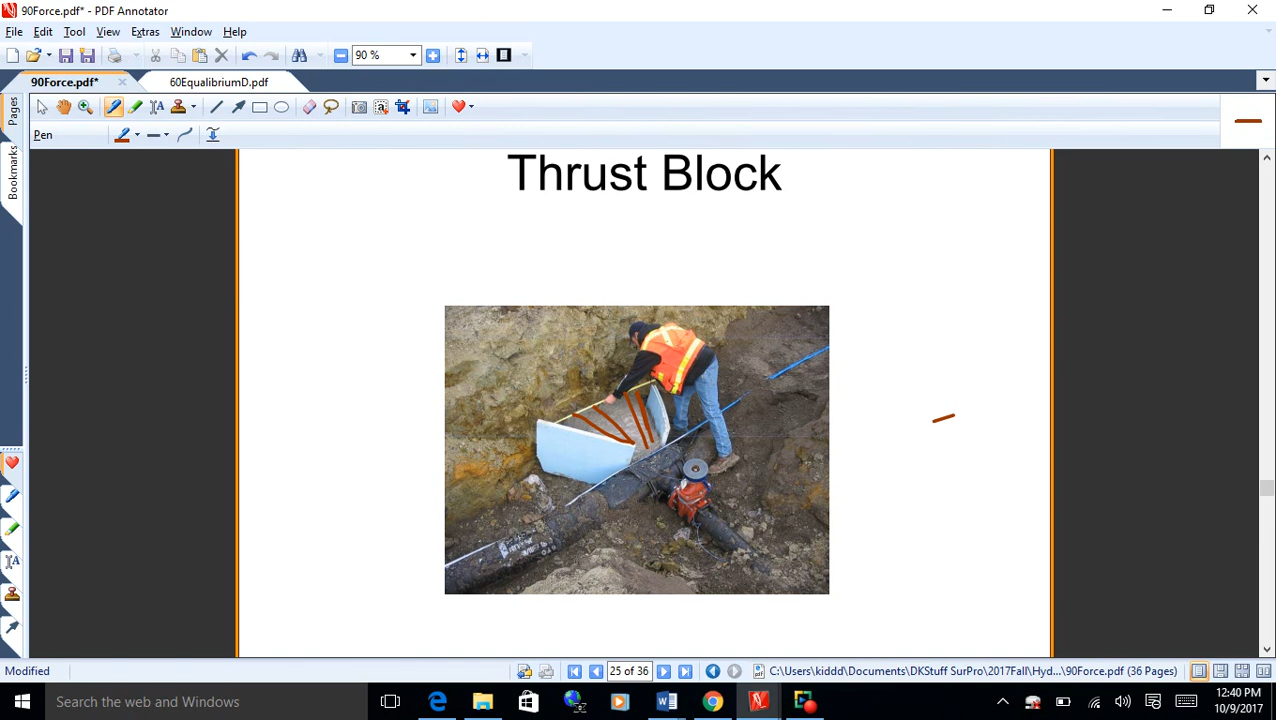 90Force.pdf* - PDF Annotator
File Edit Tool Extras View Window Help
90 %
90Force.pdf* 60EqualibriumD.pdf
Pages
Bookmarks
Pen
Thrust Block
Modified
25 of 36
C:\Users\kiddd\Documents\DKStuff SurPro\2017Fall\Hyd...\90Force.pdf (36 Pages)
Search the web and Windows
12:40 PM
10/9/2017